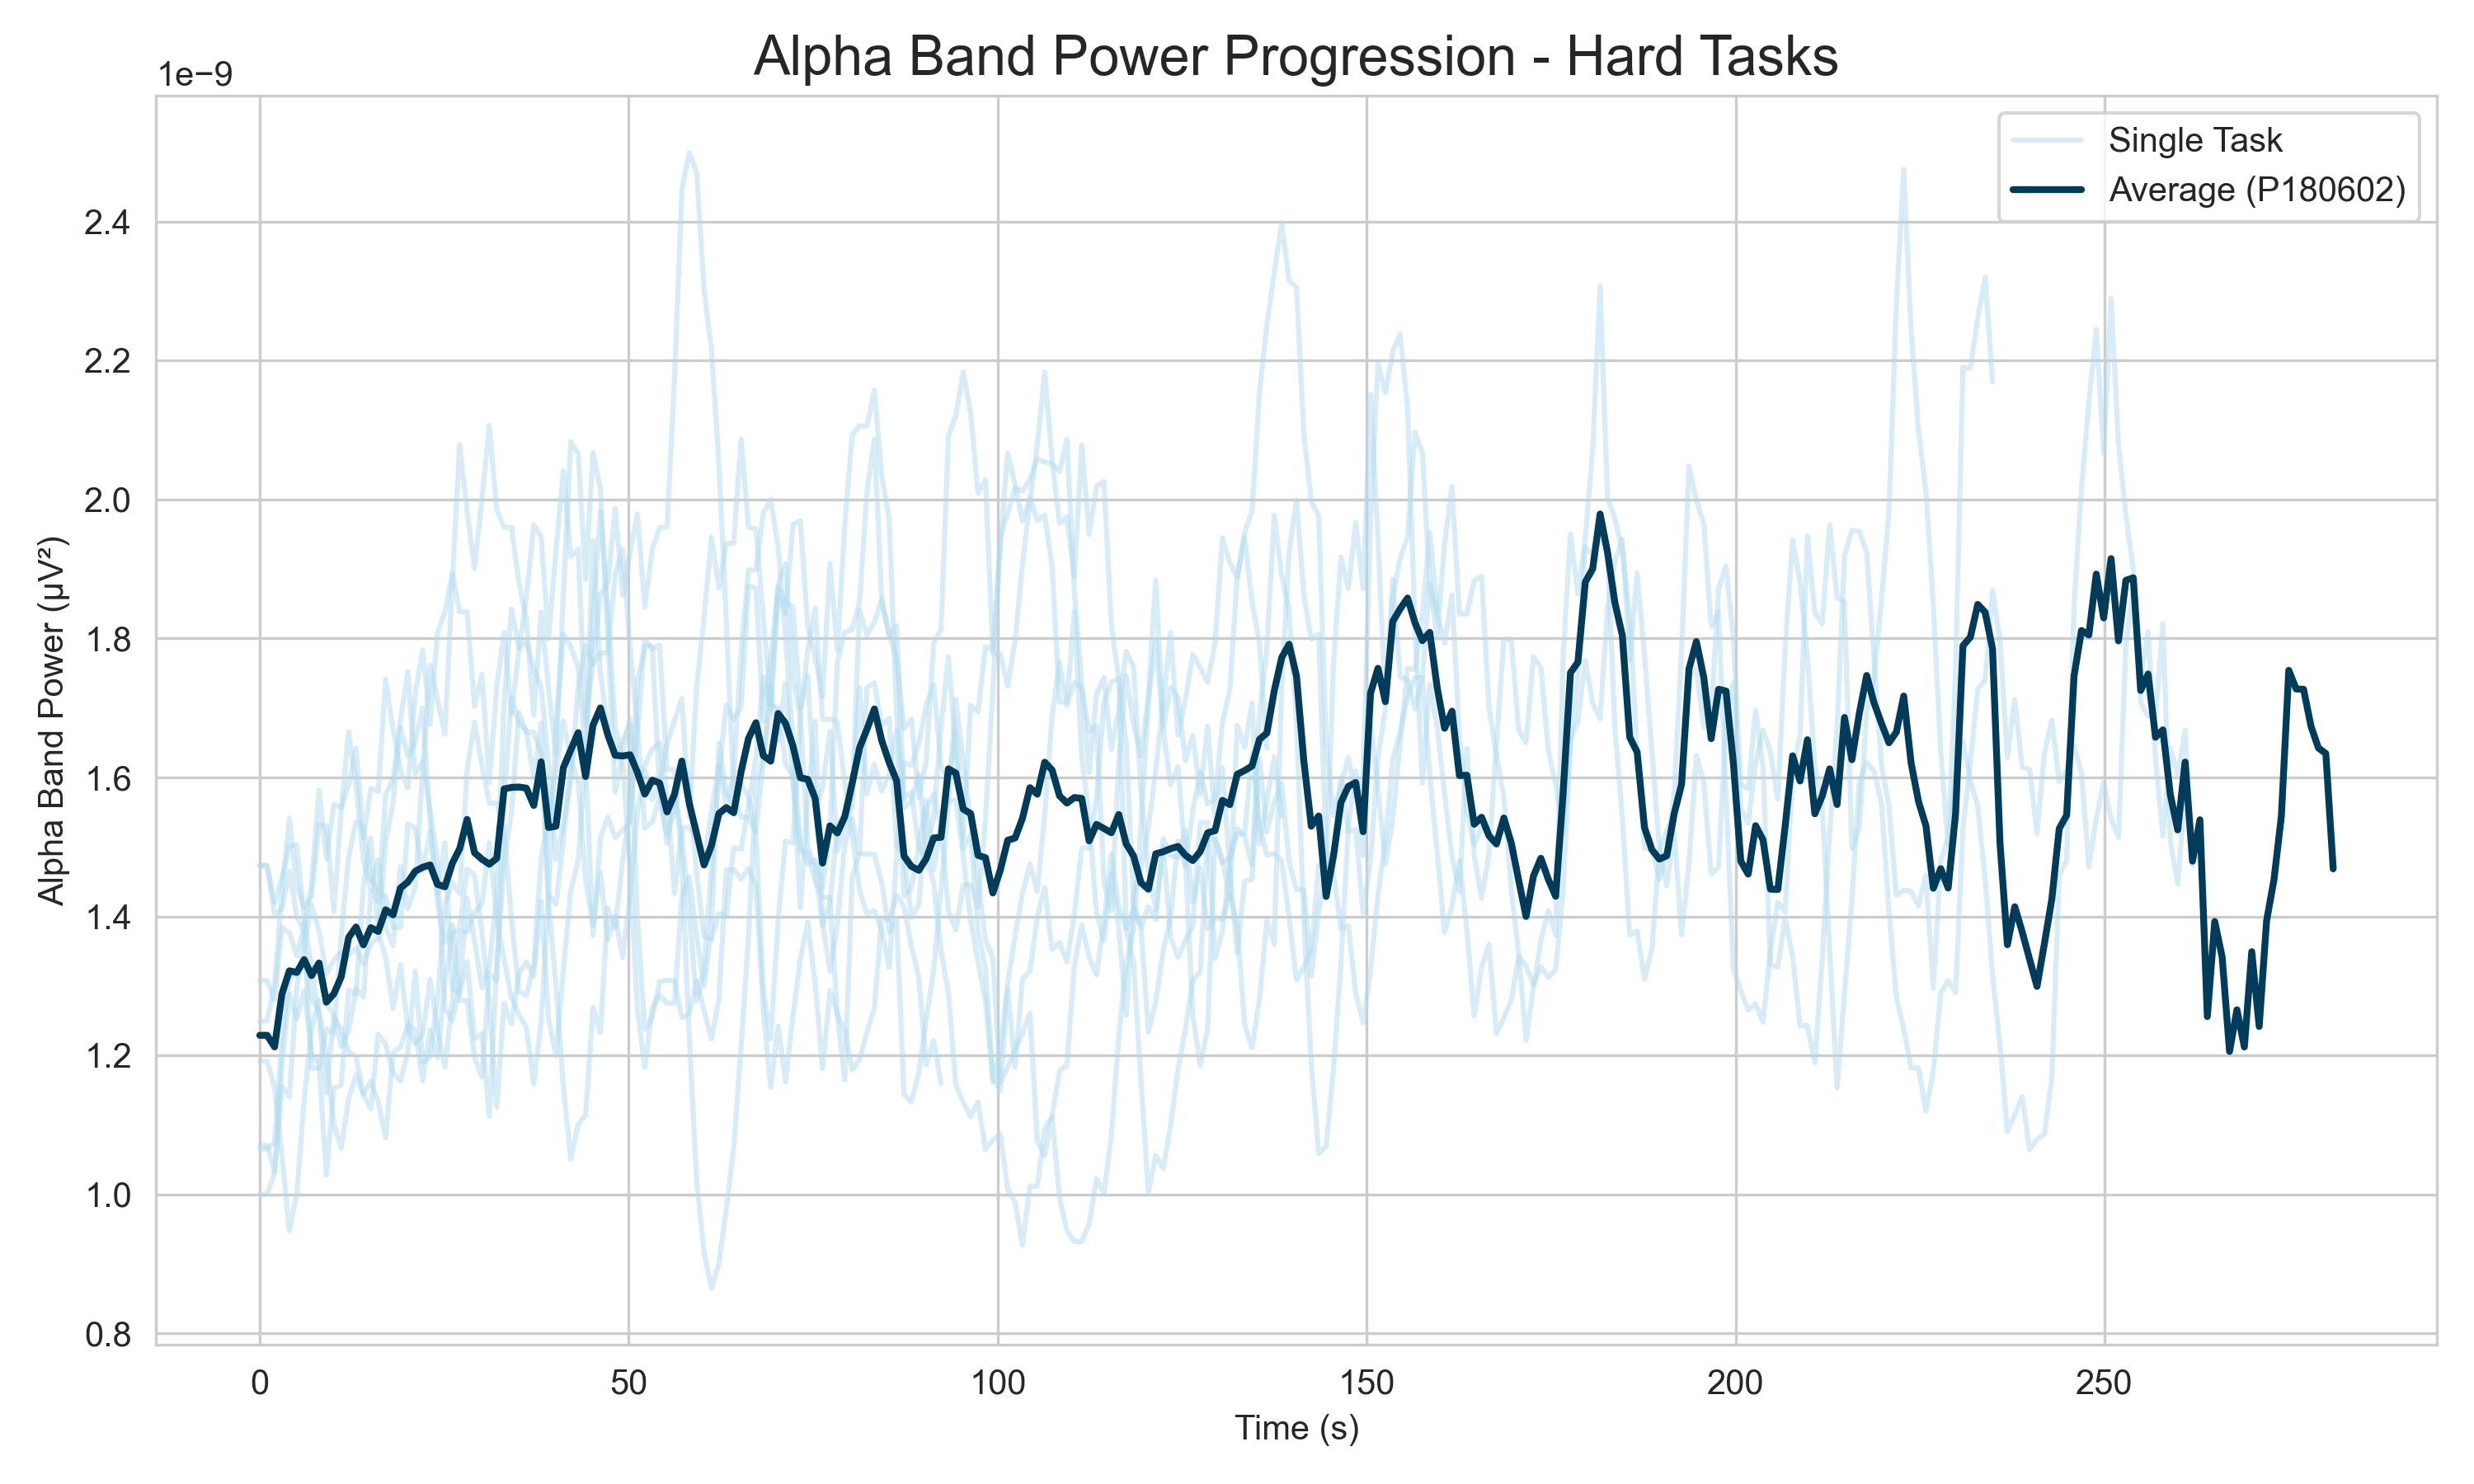 Alpha Band Power Progression - Hard Tasks
1e−9
Single Task
Average (P180602)
2.4
2.2
2.0
1.8
1.6
1.4
1.2
1.0
0.8
Alpha Band Power (µV²)
0
50
100
150
200
250
Time (s)